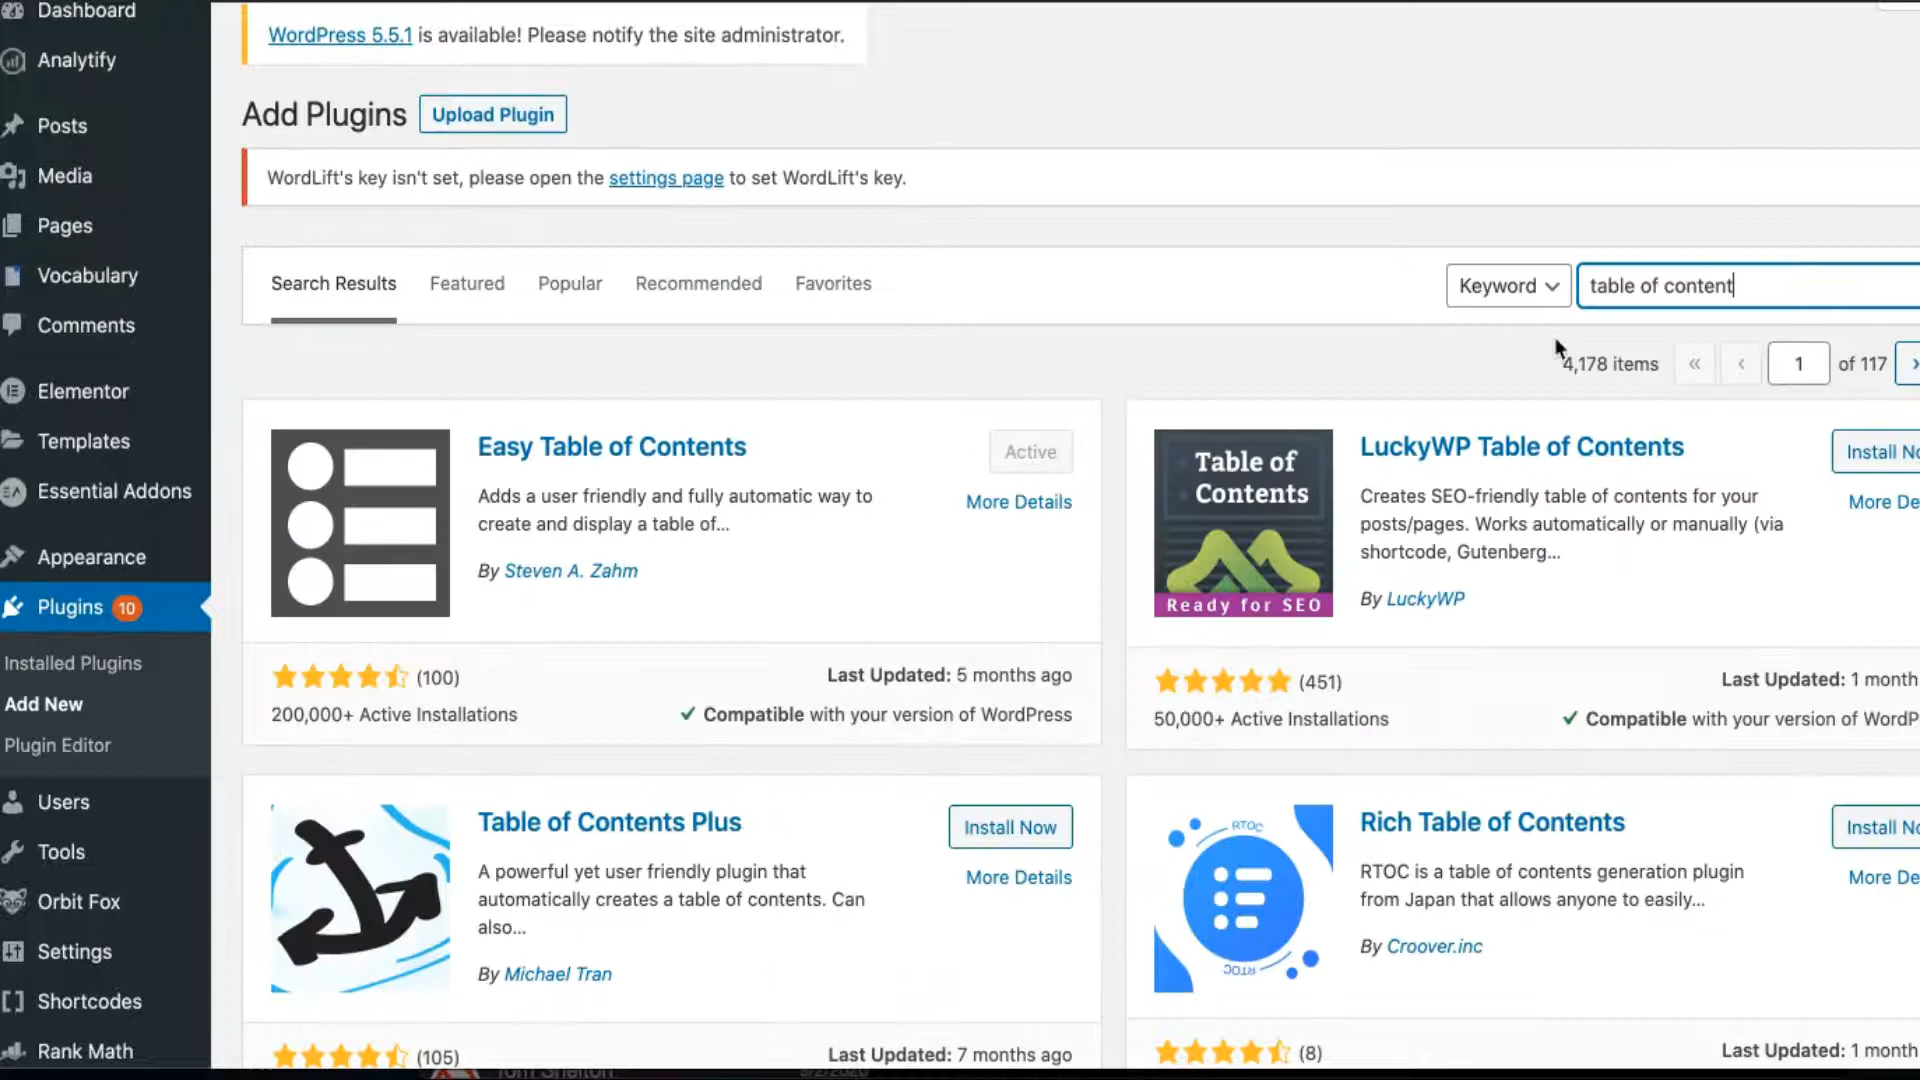 Dashboard
Analytify
Posts
Media
Pages
Vocabulary
Comments
Elementor
Templates
Essential Addons
Appearance
Plugins 10
Installed Plugins
Add New
Plugin Editor
Users
Tools
Orbit Fox
Settings
Shortcodes
Rank Math
WordPress 5.5.1 is available! Please notify the site administrator.
Add Plugins Upload Plugin
WordLift's key isn't set, please open the settings page to set WordLift's key.
Search Results Featured Popular Recommended Favorites Keyword table of content
4,178 items « ‹ 1 of 117 ›
Easy Table of Contents
Active
More Details
Adds a user friendly and fully automatic way to
create and display a table of...
By Steven A. Zahm
(100)
200,000+ Active Installations
Last Updated: 5 months ago
✓ Compatible with your version of WordPress
Table of
Contents
Ready for SEO
LuckyWP Table of Contents
Install No
More De
Creates SEO-friendly table of contents for your
posts/pages. Works automatically or manually (via
shortcode, Gutenberg...
By LuckyWP
(451)
50,000+ Active Installations
Last Updated: 1 month
✓ Compatible with your version of WordP
Table of Contents Plus
Install Now
More Details
A powerful yet user friendly plugin that
automatically creates a table of contents. Can
also...
By Michael Tran
(105)
Last Updated: 7 months ago
RTOC
RTOC
Rich Table of Contents
Install No
More De
RTOC is a table of contents generation plugin
from Japan that allows anyone to easily...
By Croover.inc
(8)
Last Updated: 1 month